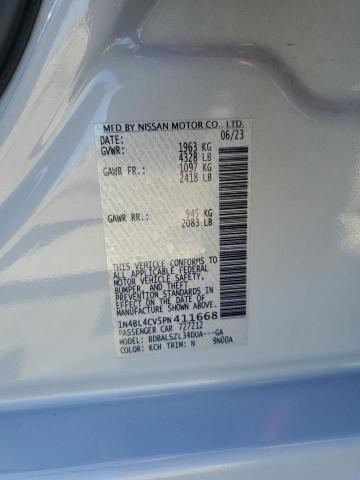 MFD BY NISSAN MOTOR CO., LTD.
DATE: 06/23
GVWR: 1963 KG
4328 LB
GAWR FR.: 1097 KG
2418 LB
GAWR RR.: 945 KG
2083 LB
THIS VEHICLE CONFORMS TO
ALL APPLICABLE FEDERAL
MOTOR VEHICLE SAFETY,
BUMPER, AND THEFT
PREVENTION STANDARDS IN
EFFECT ON THE DATE OF
MANUFACTURE SHOWN ABOVE.
1N4BL4CV5PN411668
PASSENGER CAR 727212
MODEL: BDBALSZL34DUA---GA
COLOR: KCH TRIM: N 9N00A